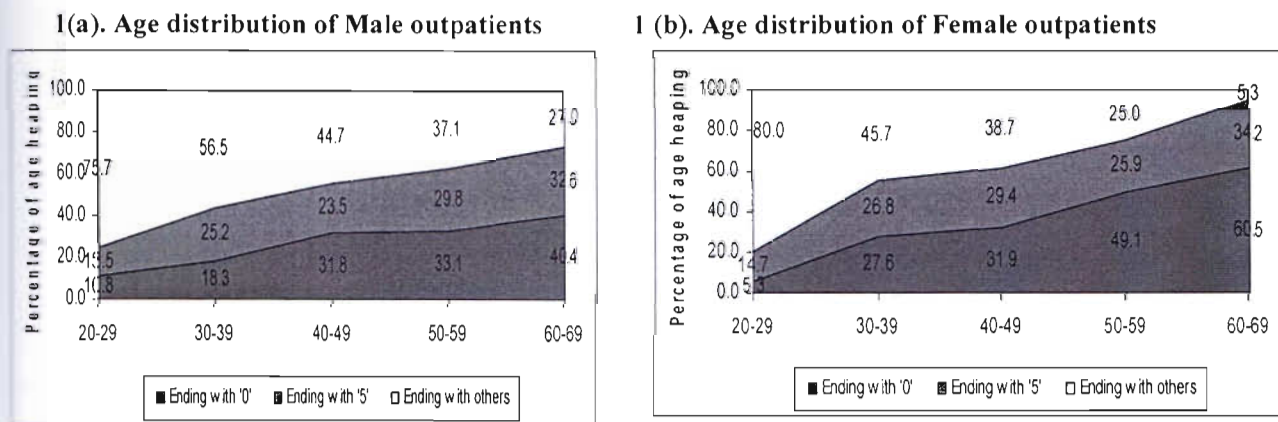 1(a). Age distribution of Male outpatients
Percentage of age heaping
100.0
80.0
60.0
40.0
20.0
0.0
75.7 56.5 44.7 37.1 27.0
15.5 25.2 23.5 29.8 32.6
10.8 18.3 31.8 33.1 40.4
20-29 30-39 40-49 50-59 60-69
Ending with '0' Ending with '5' Ending with others
1 (b). Age distribution of Female outpatients
Percentage of age heaping
100.0
80.0
60.0
40.0
20.0
0.0
80.0 45.7 38.7 25.0 5.3
14.7 26.8 29.4 25.9 34.2
5.3 27.6 31.9 49.1 60.5
20-29 30-39 40-49 50-59 60-69
Ending with '0' Ending with '5' Ending with others